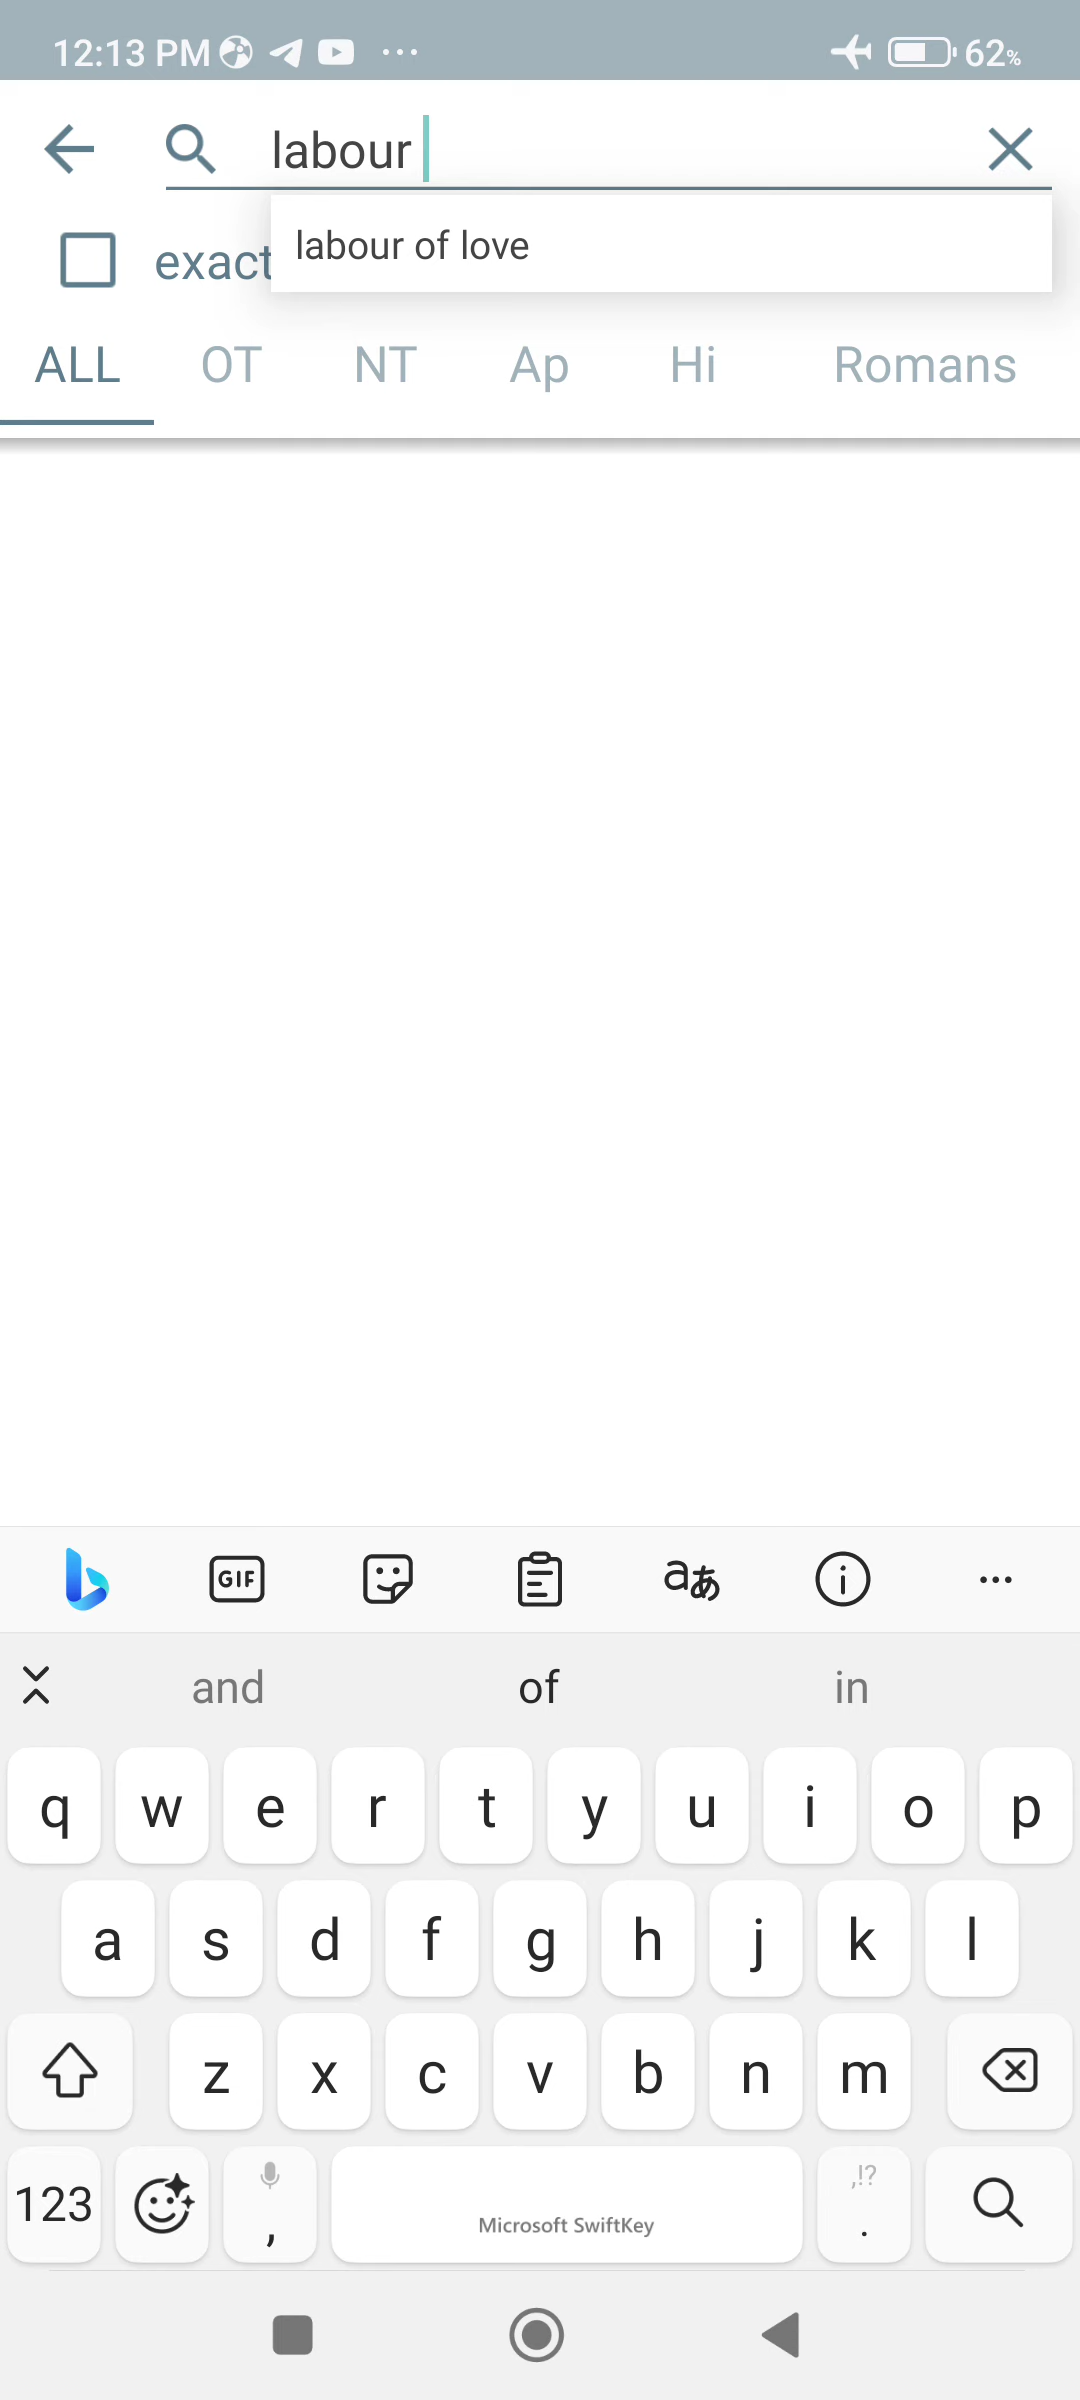 12:13 PM ... 62%
labour
labour of love
exact
ALL OT NT Ap Hi Romans
GIF aあ ...
and of in
q w e r t y u i o p
a s d f g h j k l
z x c v b n m
123 , Microsoft SwiftKey ,!? .